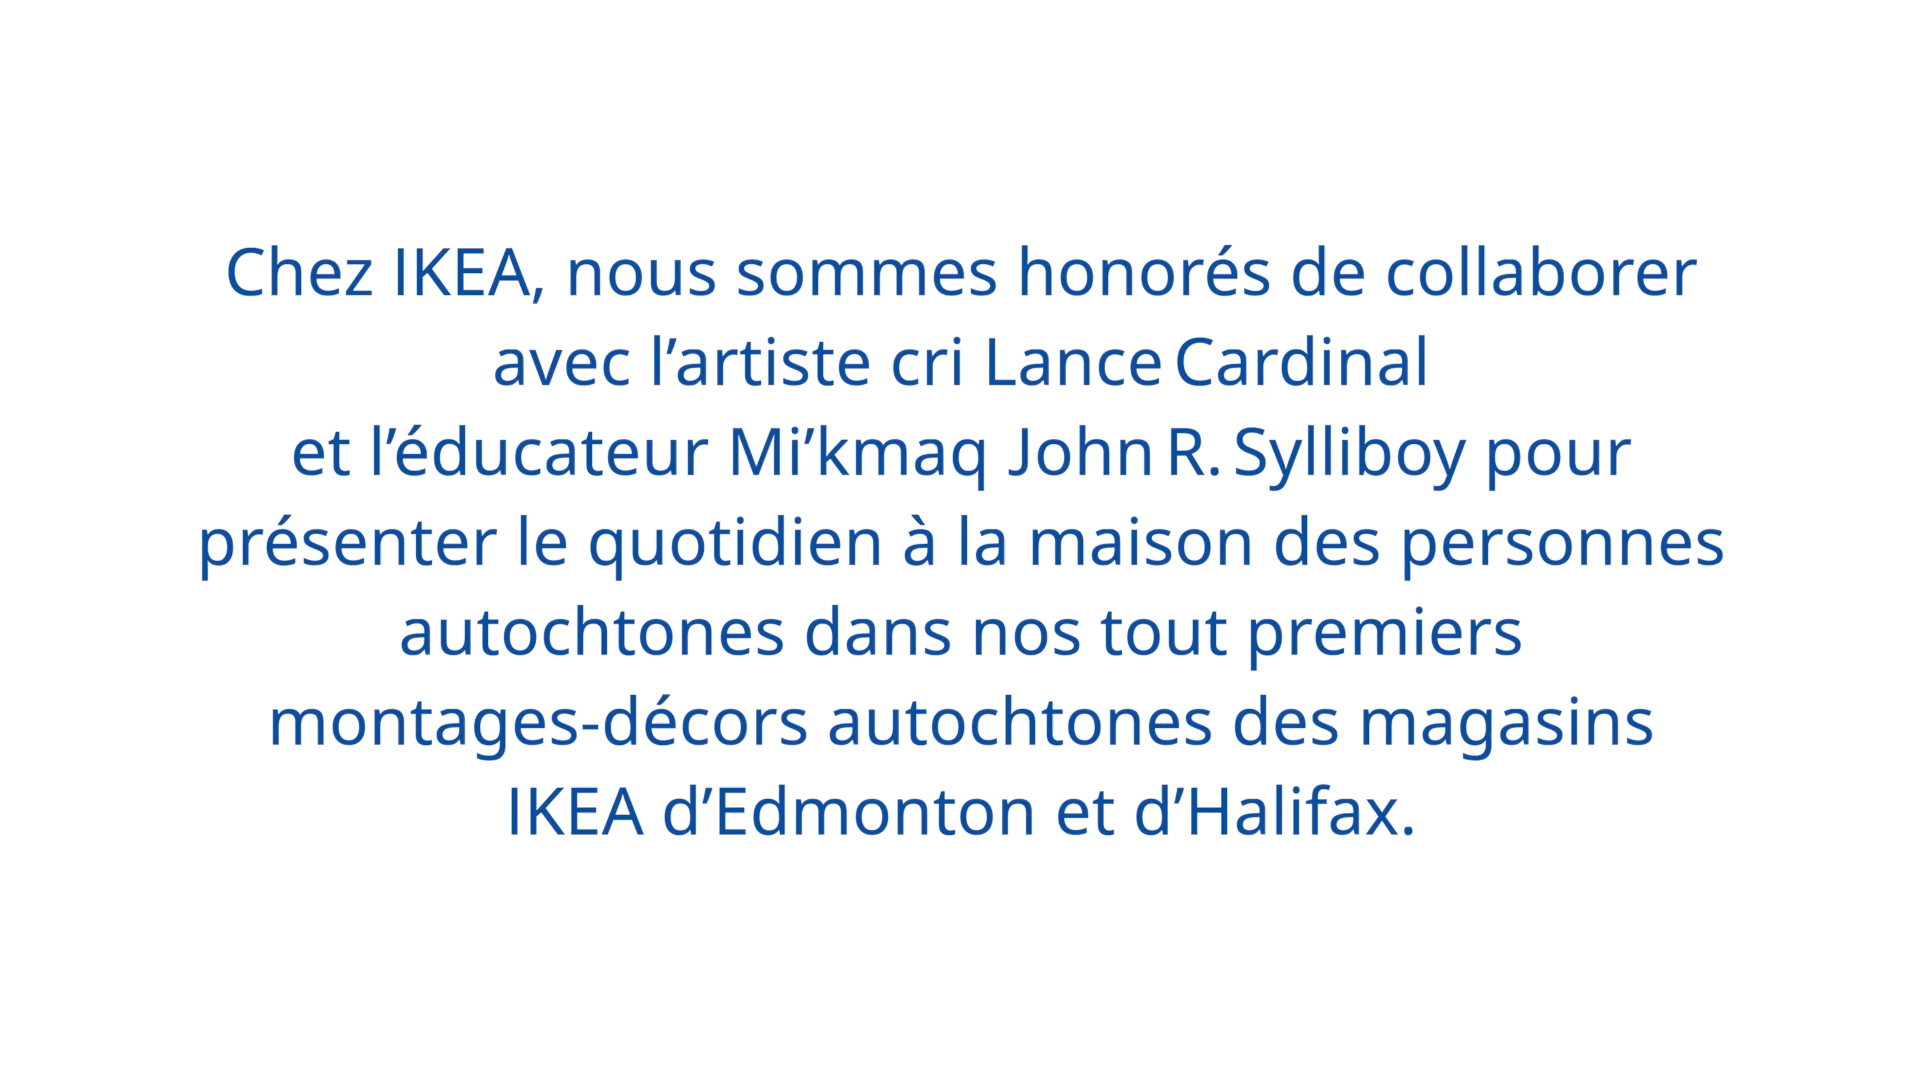 Chez IKEA, nous sommes honorés de collaborer
avec l’artiste cri Lance Cardinal
et l’éducateur Mi’kmaq John R. Sylliboy pour
présenter le quotidien à la maison des personnes
autochtones dans nos tout premiers
montages-décors autochtones des magasins
IKEA d’Edmonton et d’Halifax.